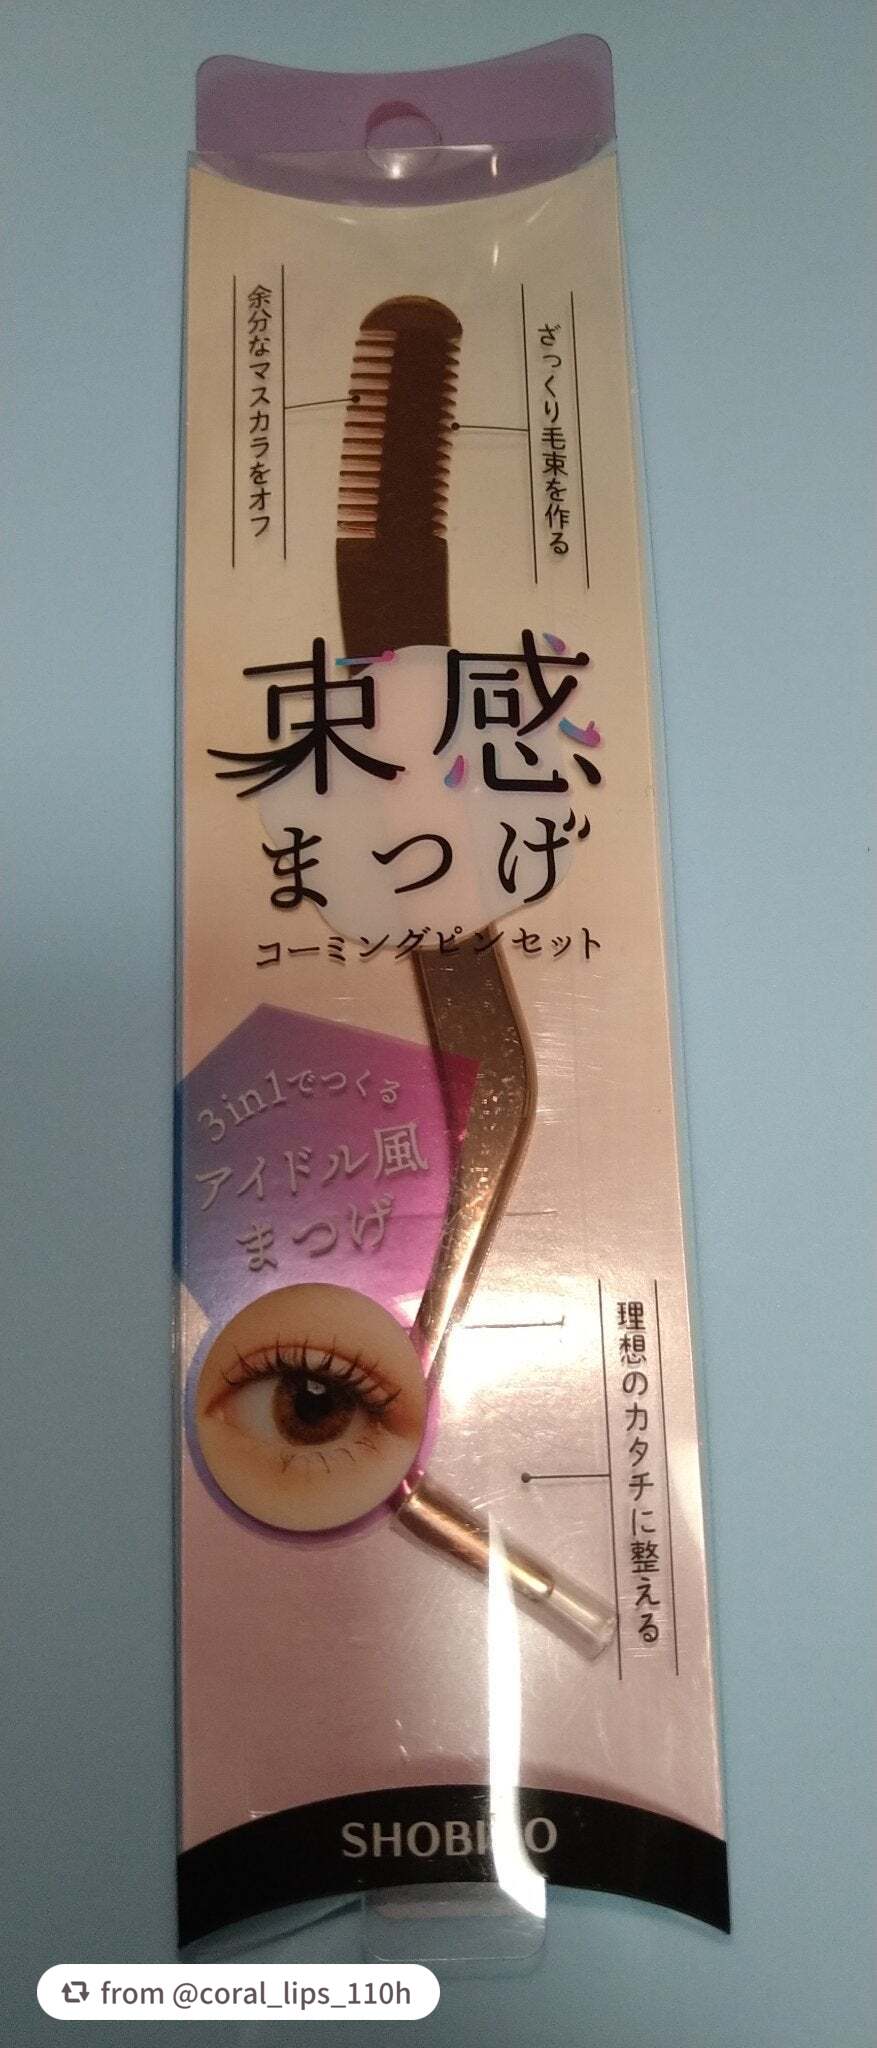 余分なマスカラをオフ
ざっくり毛束を作る
束感
まつげ
コーミングピンセット
3in1でつくる
アイドル風
まつげ
理想のカタチに整える
from @coral_lips_110h